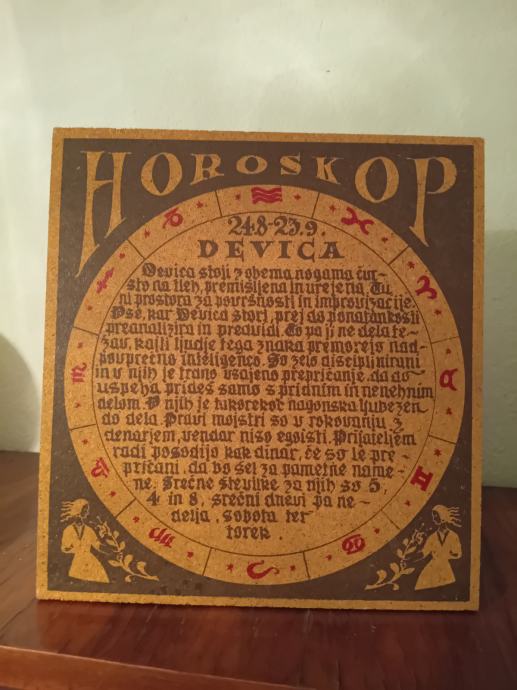 HOROSKOP
24.8-23.9.
DEVICA
Devica stoji z obema nogama čvr-
sto na tleh, premišljena in urejena. Tu
ni prostora za površnosti in improvizacije.
Vse, kar Devica stori, prej do potankosti
preanalizira in predvidi. To pa ji ne dela te-
žav, kajti ljudje tega znaka premorejo nad-
povprečno inteligenco. So zelo disciplinirani
in v njih je trano vsajeno prepričanje, da do
uspeha prideš samo s pridnim in nenehnim
delom. V njih je takorekoč nagonska ljubezen
do dela. Pravi mojstri so v rokovanju z
denarjem, vendar niso egoisti. Prijateljem
radi posodijo kak dinar, če so le pre
pričani, da bo šel za pametne name-
ne. Srečne številke za njih so 5,
4 in 8, srečni dnevi pa ne-
delja, sobota ter
torek.